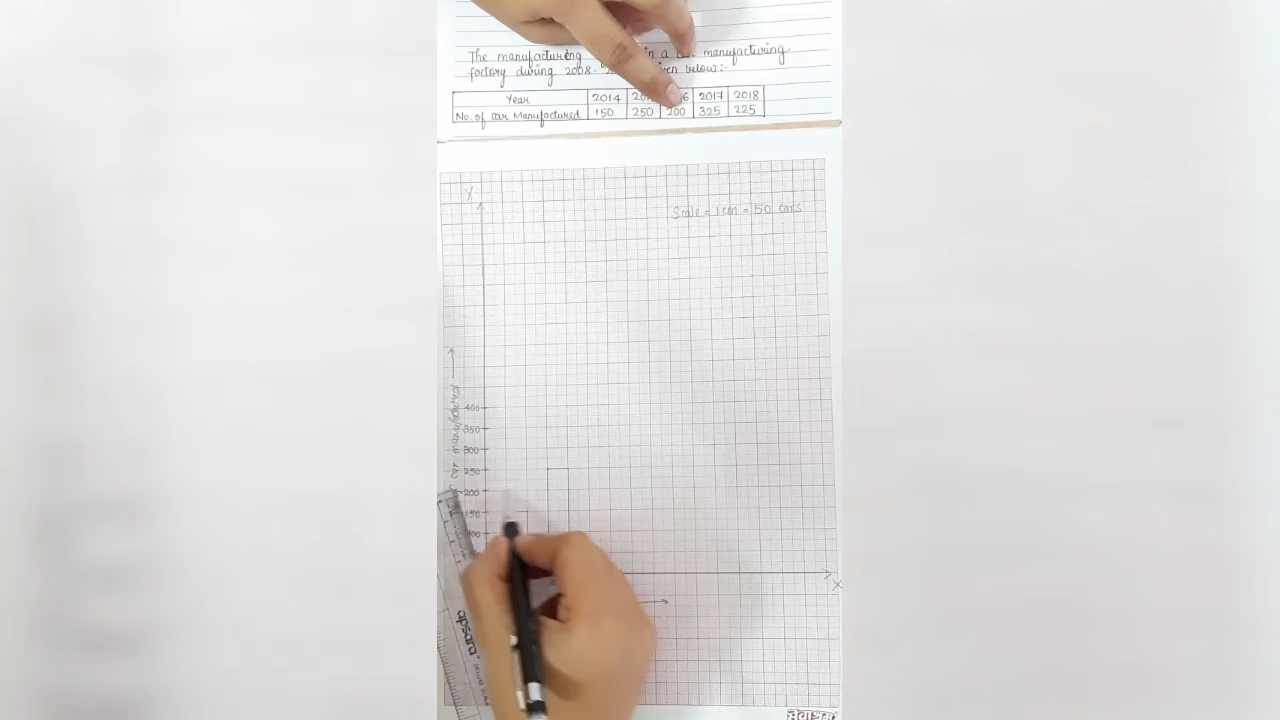 The manufacturing in a manufacturing
factory during 2008- below:-
Year 2014 2017 2018
No. of car Manufactured 150 250 200 325 225
Y
Scale = 1 cm = 50 cars
400
350
300
250
200
150
car manufactured
X
apsara